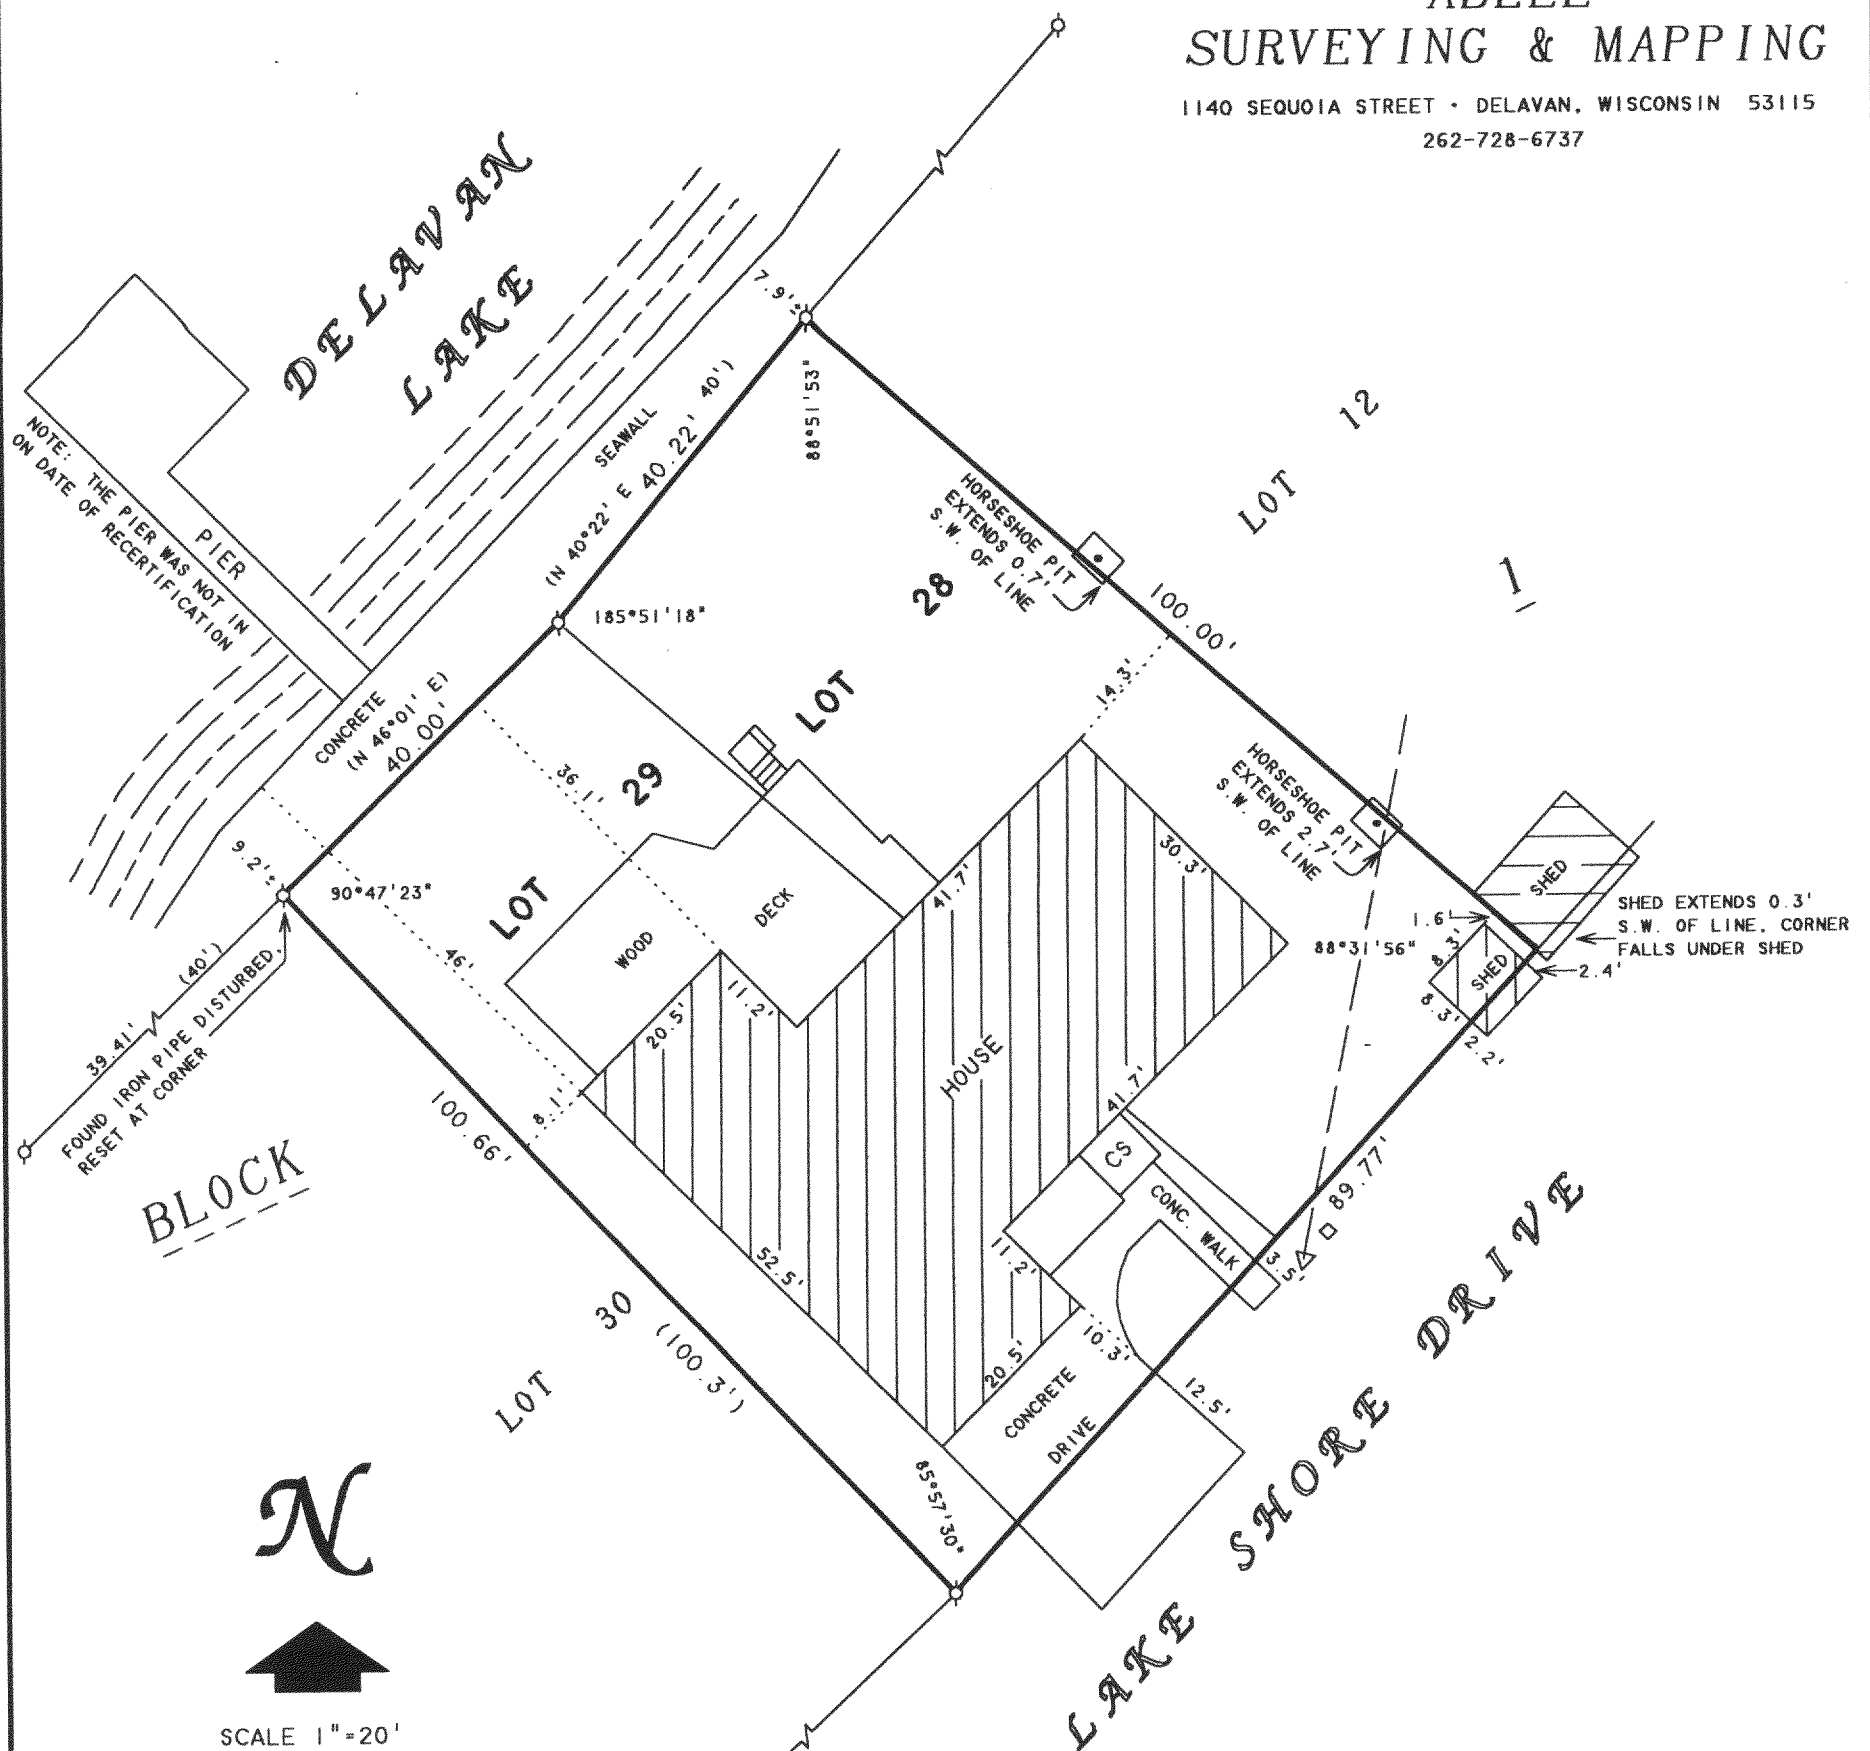 SURVEYING & MAPPING
1140 SEQUOIA STREET • DELAVAN, WISCONSIN 53115
262-728-6737
DELAVAN
LAKE
7.9'±
88°51'53"
SEAWALL
(N 40°22' E 40')
40.22'
NOTE: THE PIER WAS NOT IN
ON DATE OF RECERTIFICATION
PIER
LOT 12
1
HORSESHOE PIT
EXTENDS 0.7'
S.W. OF LINE
100.00'
LOT 28
185°51'18"
14.3'
CONCRETE
(N 46°01' E)
40.00'
36.1'
LOT 29
HORSESHOE PIT
EXTENDS 2.7'
S.W. OF LINE
9.2'±
90°47'23"
46'
WOOD
DECK
41.7'
30.3'
SHED
SHED EXTENDS 0.3'
S.W. OF LINE, CORNER
FALLS UNDER SHED
1.6'
88°31'56"
8.3'
SHED
2.4'
8.3'
2.2'
(40')
39.41'
FOUND IRON PIPE DISTURBED,
RESET AT CORNER
20.5'
11.2'
HOUSE
41.7'
8.1'
100.66'
BLOCK
CS
CONC. WALK
3.5'
89.77'
52.5'
11.2'
10.3'
20.5'
12.5'
CONCRETE
DRIVE
LOT 30
(100.3')
85°57'30"
LAKE SHORE DRIVE
N
SCALE 1"=20'